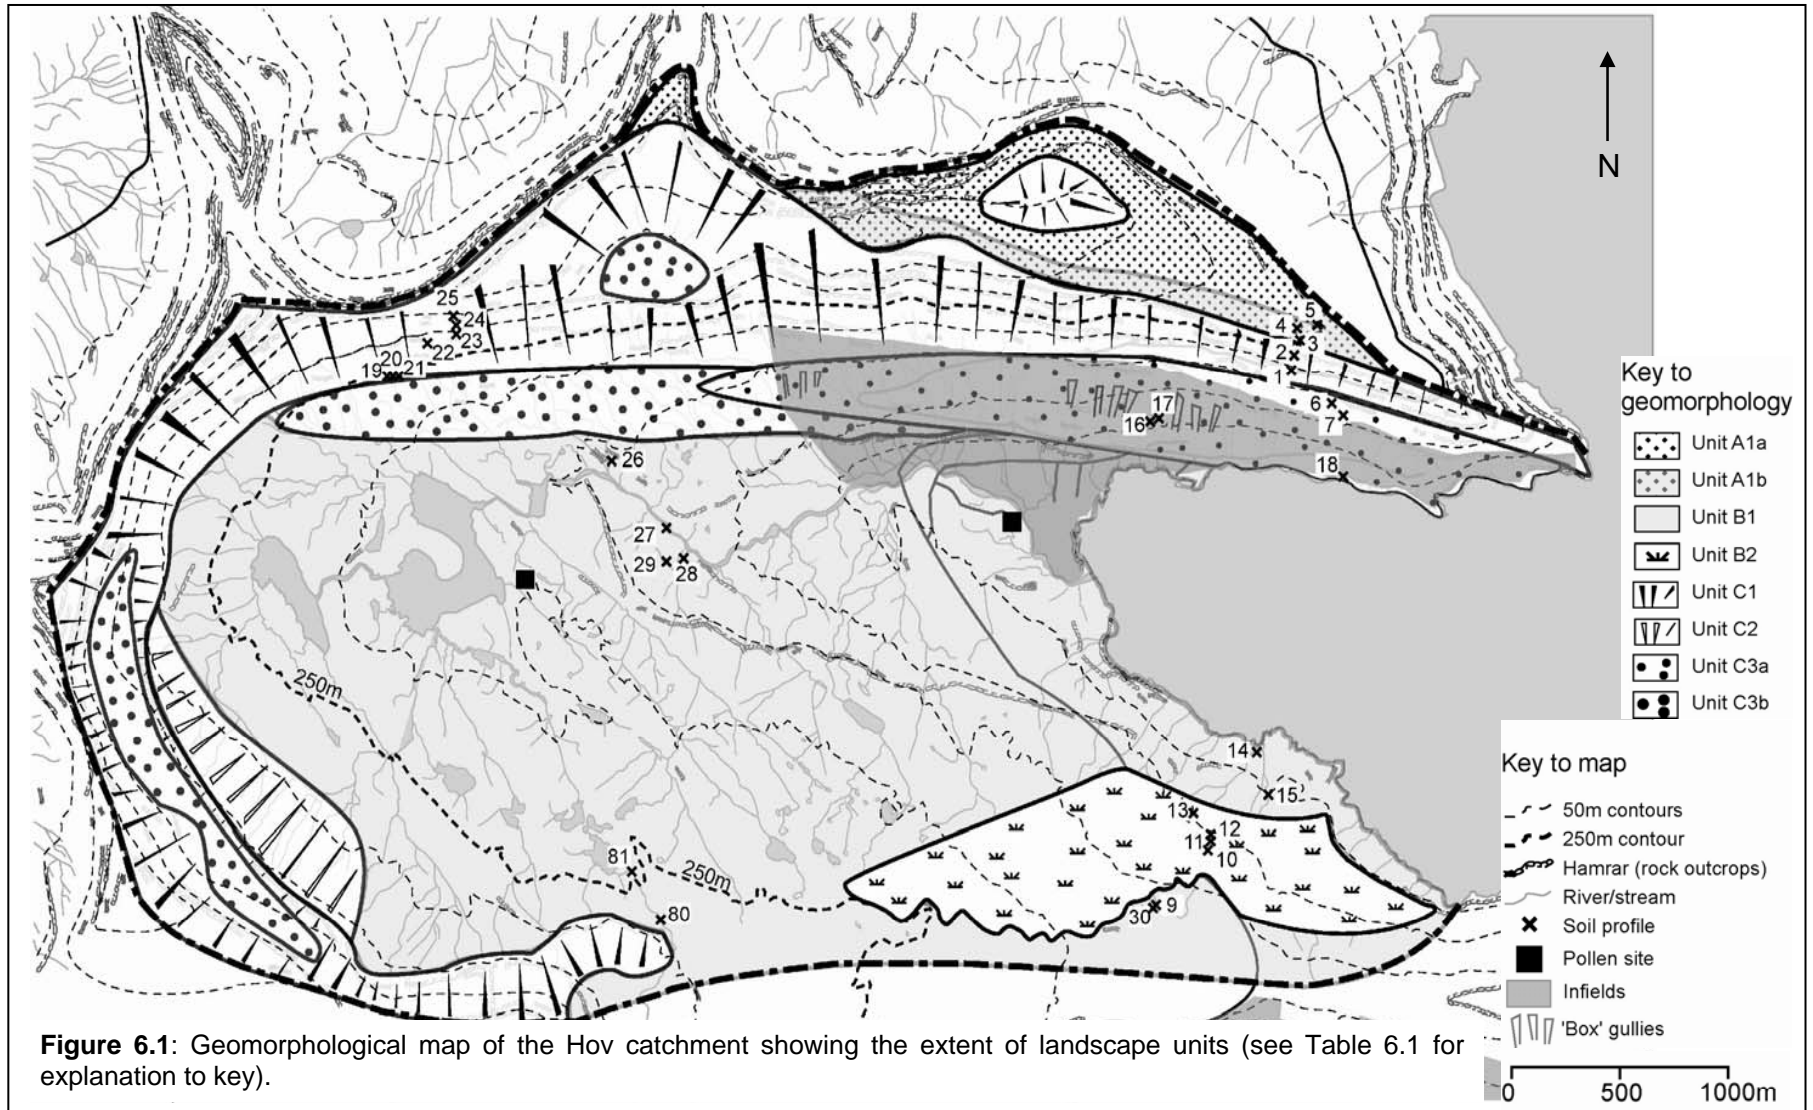 N
25
24
23
22
20
19
21
5
4
3
2
1
6
7
17
16
18
26
27
29
28
250m
14
15
13
12
11
10
9
30
81
250m
80
Key to
geomorphology
Unit A1a
Unit A1b
Unit B1
Unit B2
Unit C1
Unit C2
Unit C3a
Unit C3b
Key to map
50m contours
250m contour
Hamrar (rock outcrops)
River/stream
Soil profile
Pollen site
Infields
'Box' gullies
0 500 1000m
Figure 6.1: Geomorphological map of the Hov catchment showing the extent of landscape units (see Table 6.1 for
explanation to key).